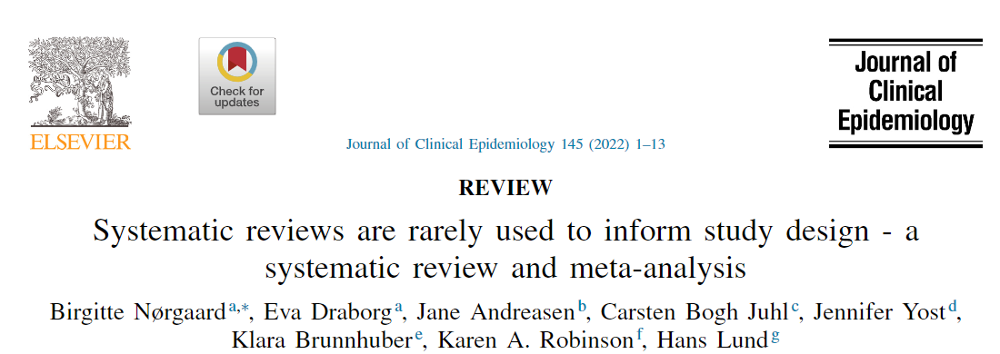 ELSEVIER
Check for
updates
Journal of
Clinical
Epidemiology
Journal of Clinical Epidemiology 145 (2022) 1–13
REVIEW
Systematic reviews are rarely used to inform study design - a
systematic review and meta-analysis
Birgitte Nørgaard a,*, Eva Draborg a, Jane Andreasen b, Carsten Bogh Juhl c, Jennifer Yost d,
Klara Brunnhuber e, Karen A. Robinson f, Hans Lund g